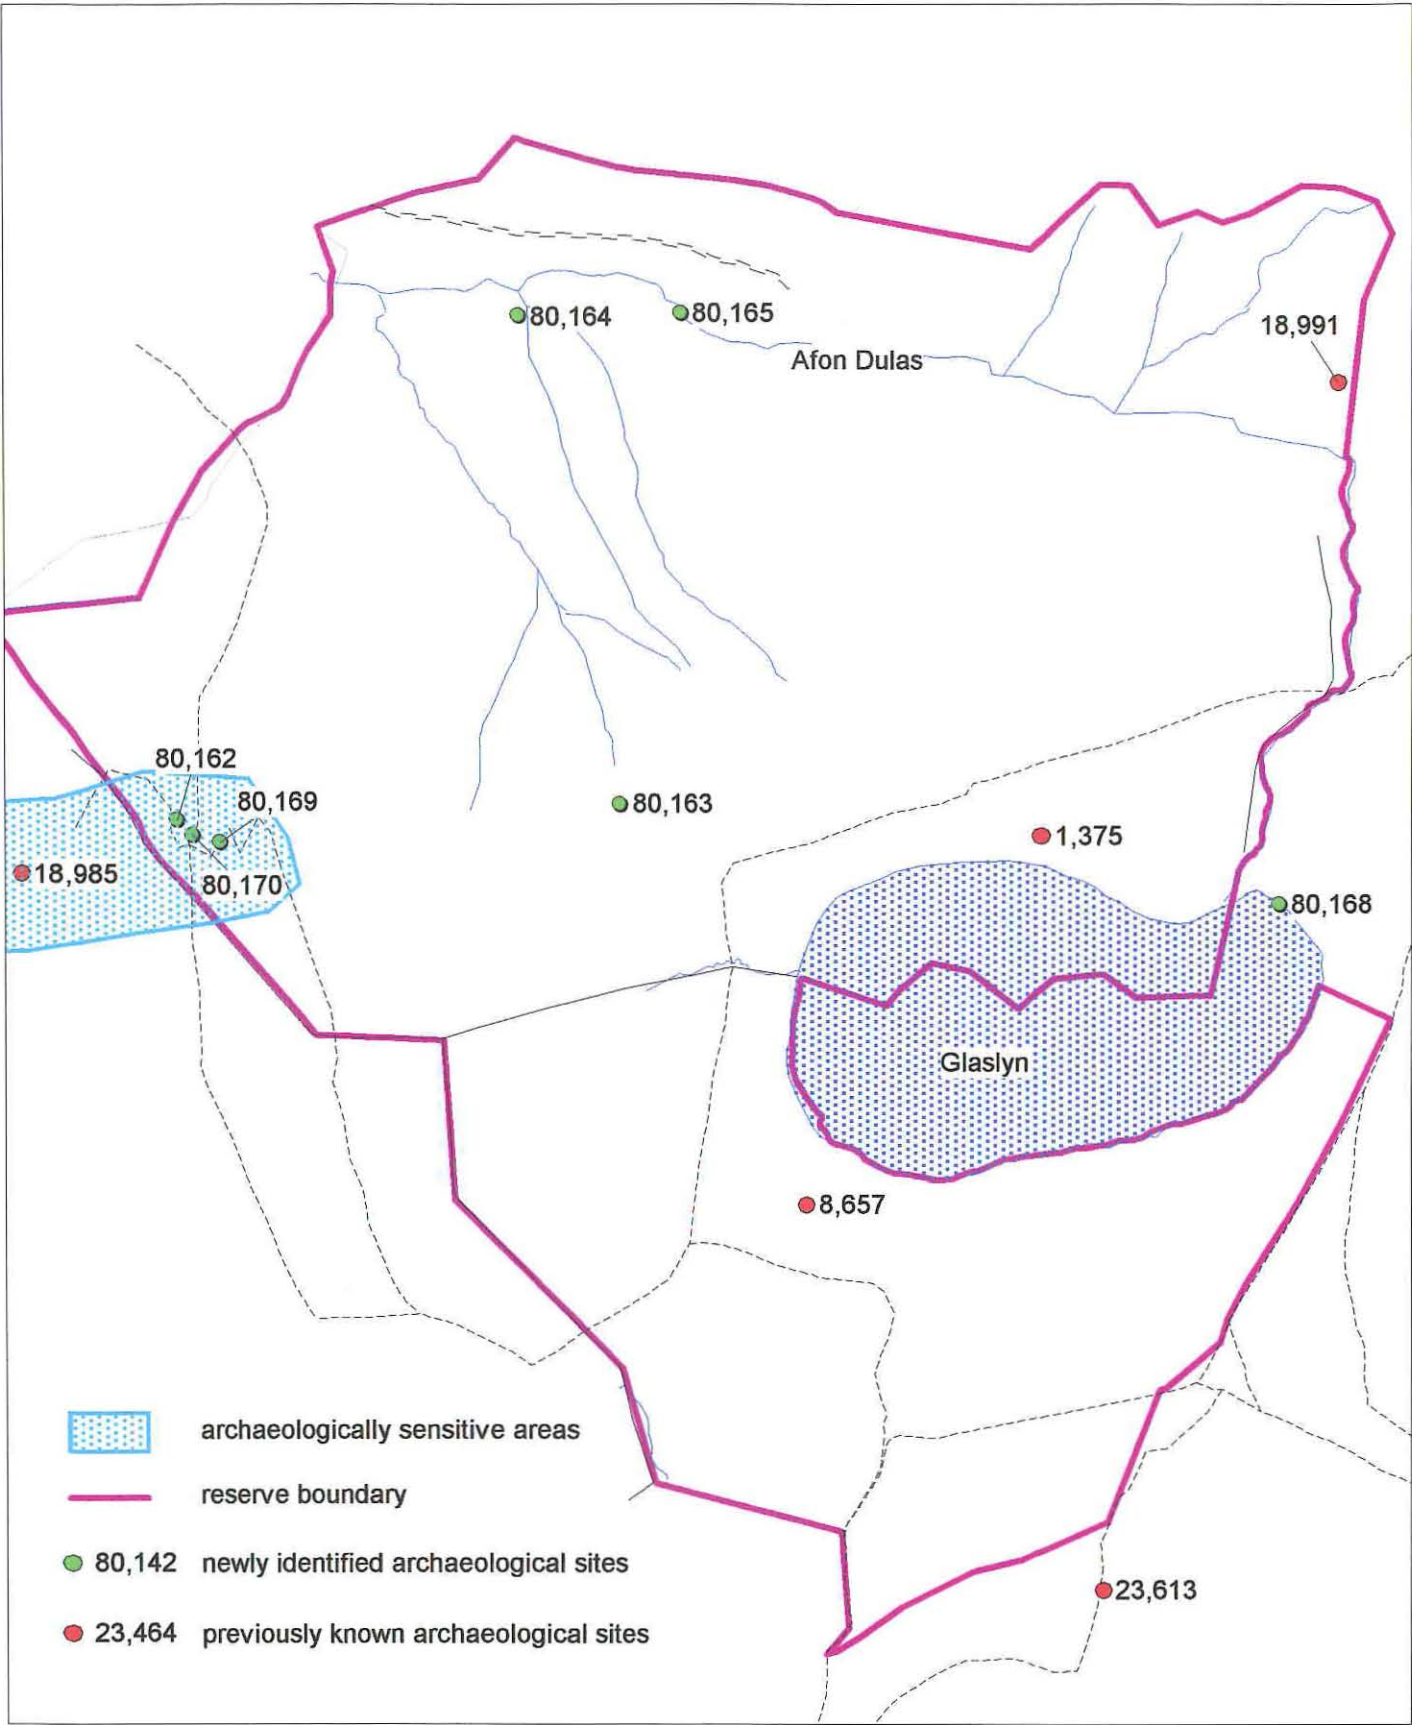 80,164
80,165
18,991
Afon Dulas
80,162
80,169
80,163
1,375
18,985
80,170
80,168
Glaslyn
8,657
archaeologically sensitive areas
reserve boundary
80,142 newly identified archaeological sites
23,613
23,464 previously known archaeological sites